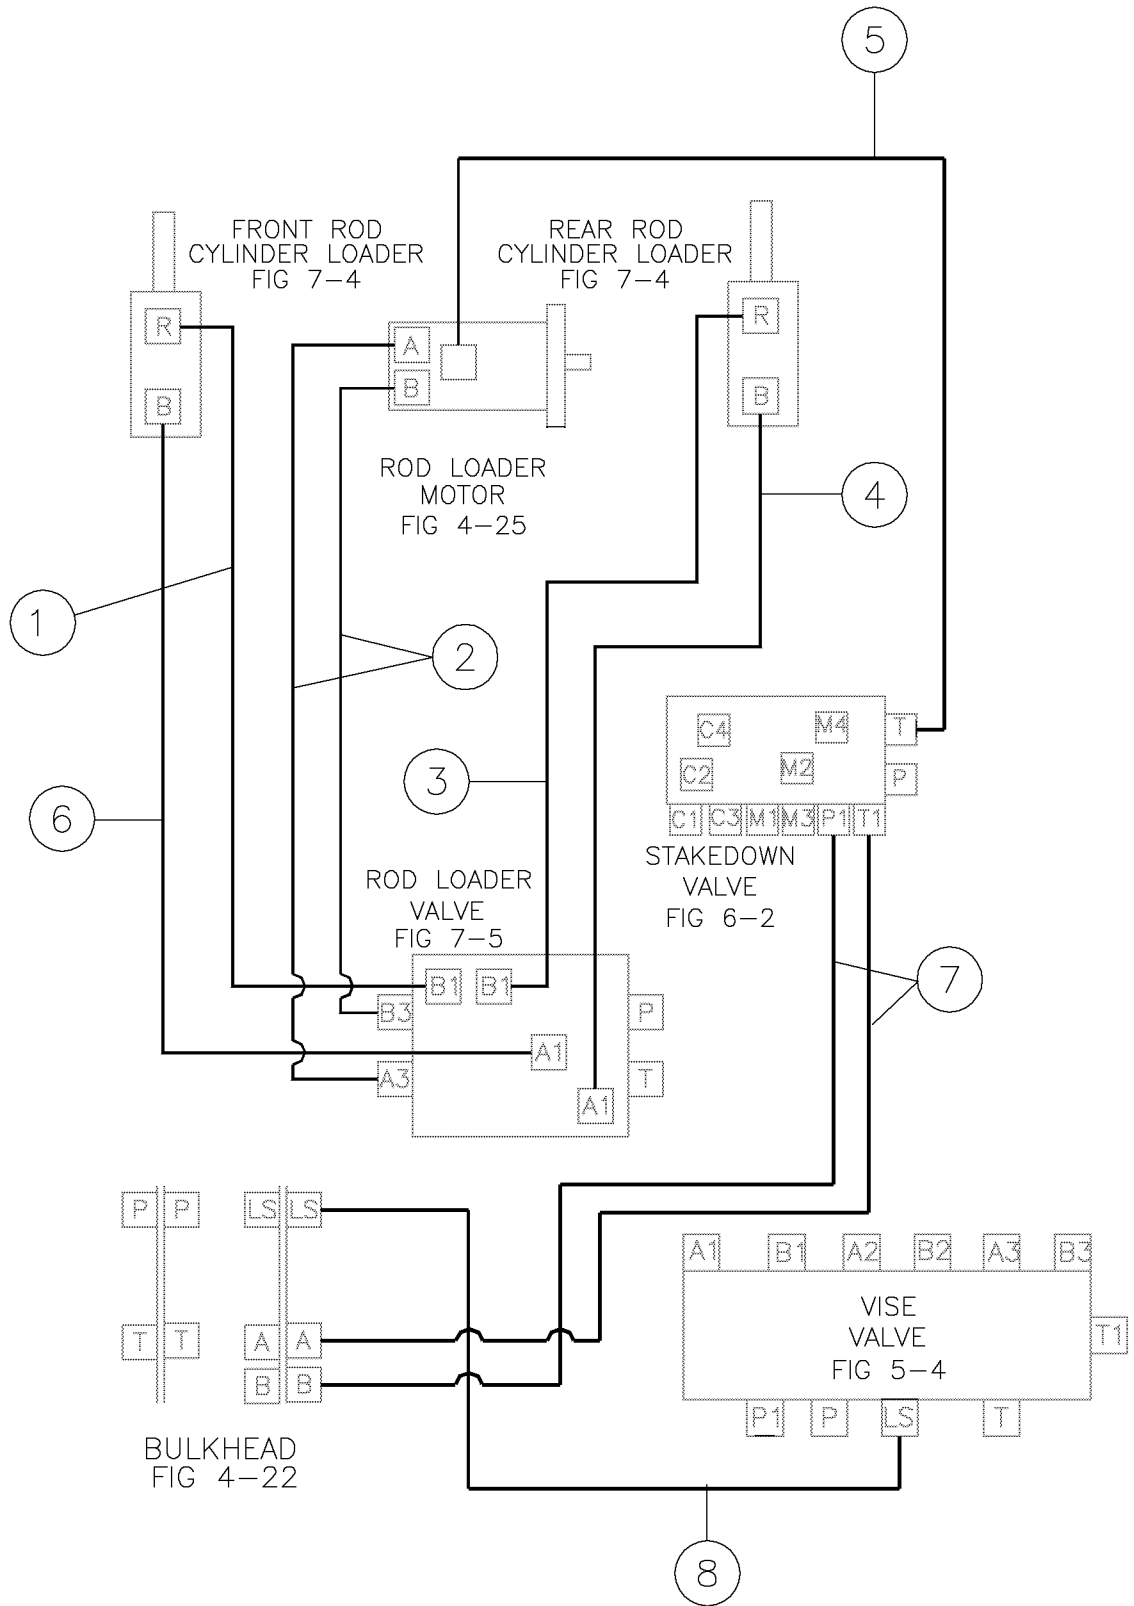 5
FRONT ROD
CYLINDER LOADER
FIG 7-4
REAR ROD
CYLINDER LOADER
FIG 7-4
R
B
A
B
R
B
ROD LOADER
MOTOR
FIG 4-25
4
1
2
3
6
C4
M4
T
C2
M2
P
C1
C3
M1
M3
P1
T1
STAKEDOWN
VALVE
FIG 6-2
ROD LOADER
VALVE
FIG 7-5
7
B1
B1
B3
P
A1
A3
T
A1
P
P
LS
LS
T
T
A
A
B
B
BULKHEAD
FIG 4-22
A1
B1
A2
B2
A3
B3
VISE
VALVE
FIG 5-4
T1
P1
P
LS
T
8